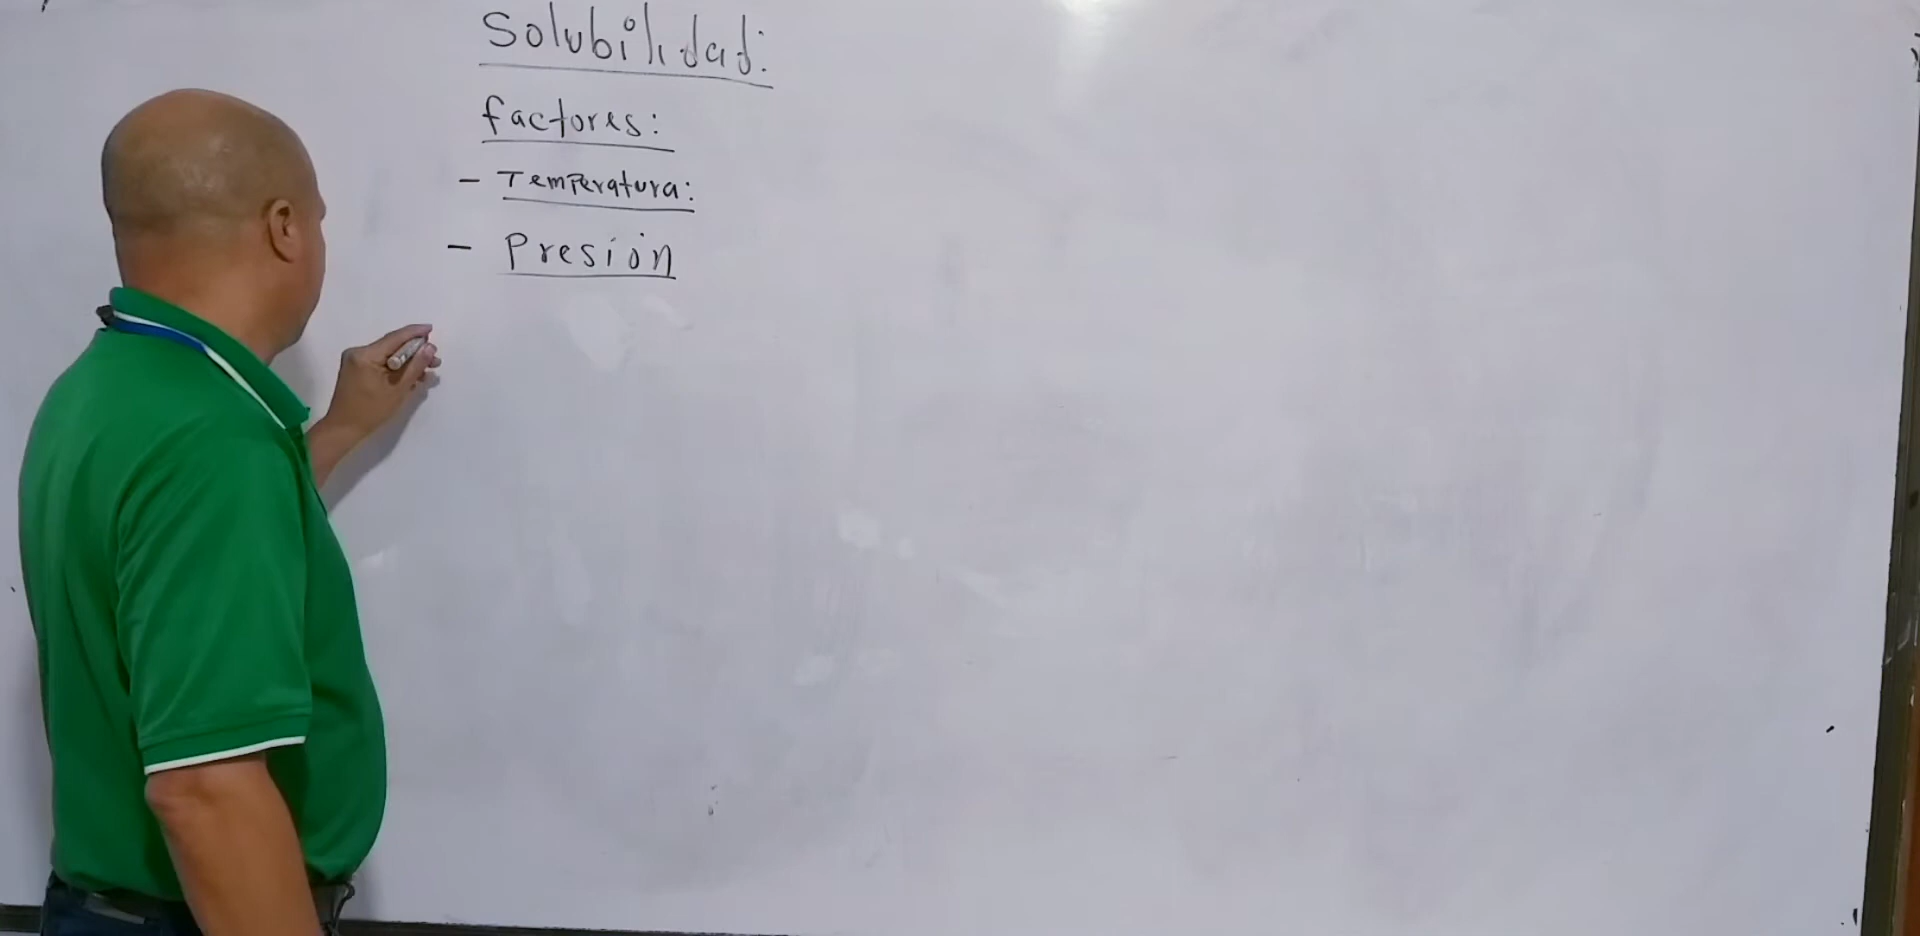 Solubilidad:
factores:
- Temperatura:
- Presión